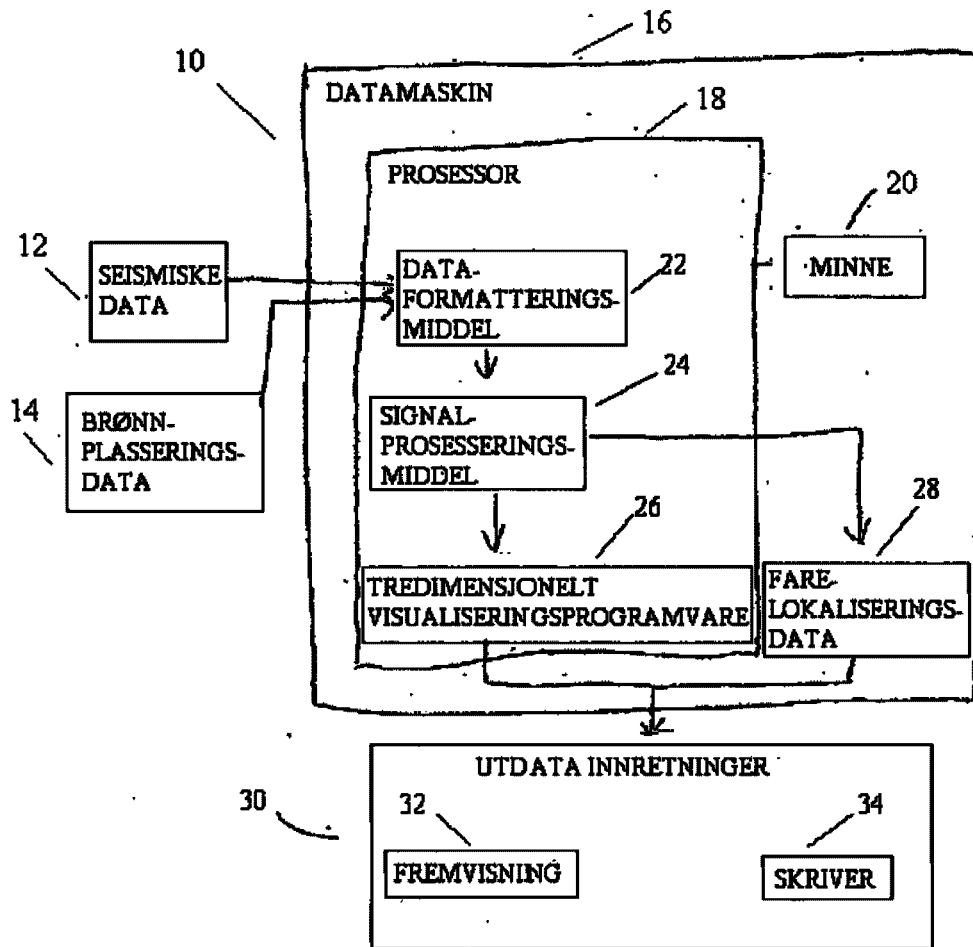 16
10
DATAMASKIN
18
PROSESSOR
20
12
SEISMISKE
DATA
DATA-
FORMATTERINGS-
MIDDEL
22
MINNE
14
BRØNN-
PLASSERINGS-
DATA
24
SIGNAL-
PROSESSERINGS-
MIDDEL
26
28
TREDIMENSJONELT
VISUALISERINGSPROGRAMVARE
FARE-
LOKALISERINGS-
DATA
UTDATA INNRETNINGER
30
32
34
FREMVISNING
SKRIVER